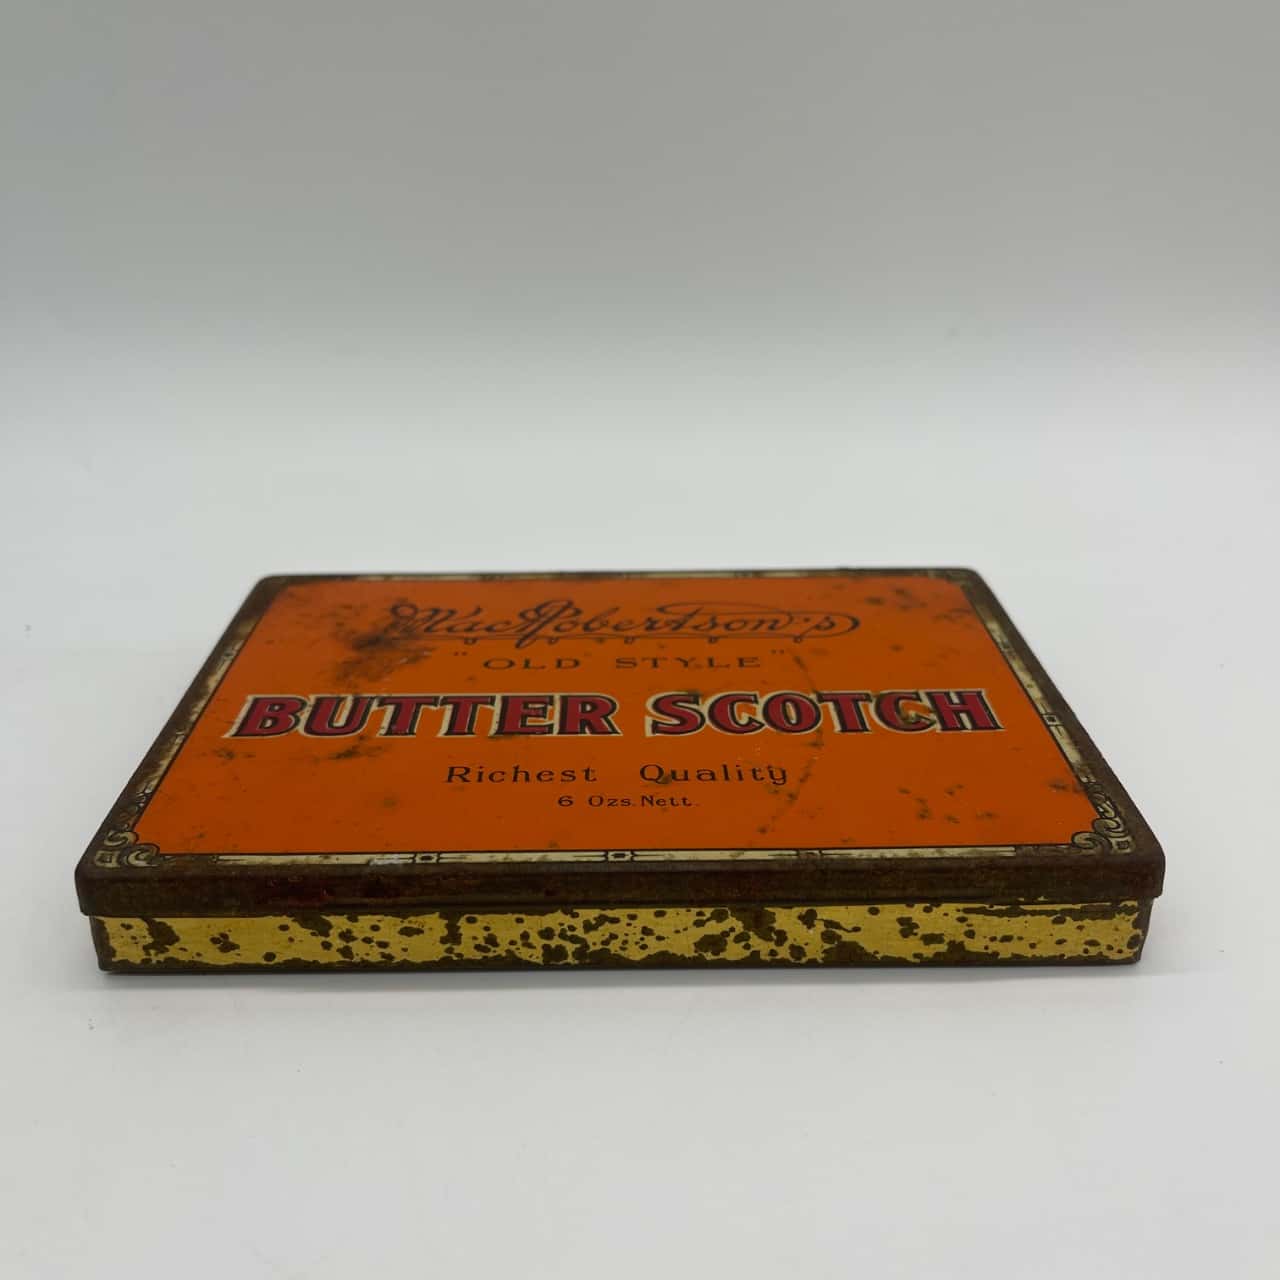 MacRobertson's
"OLD STYLE"
BUTTER SCOTCH
Richest Quality
6 Ozs. Nett.